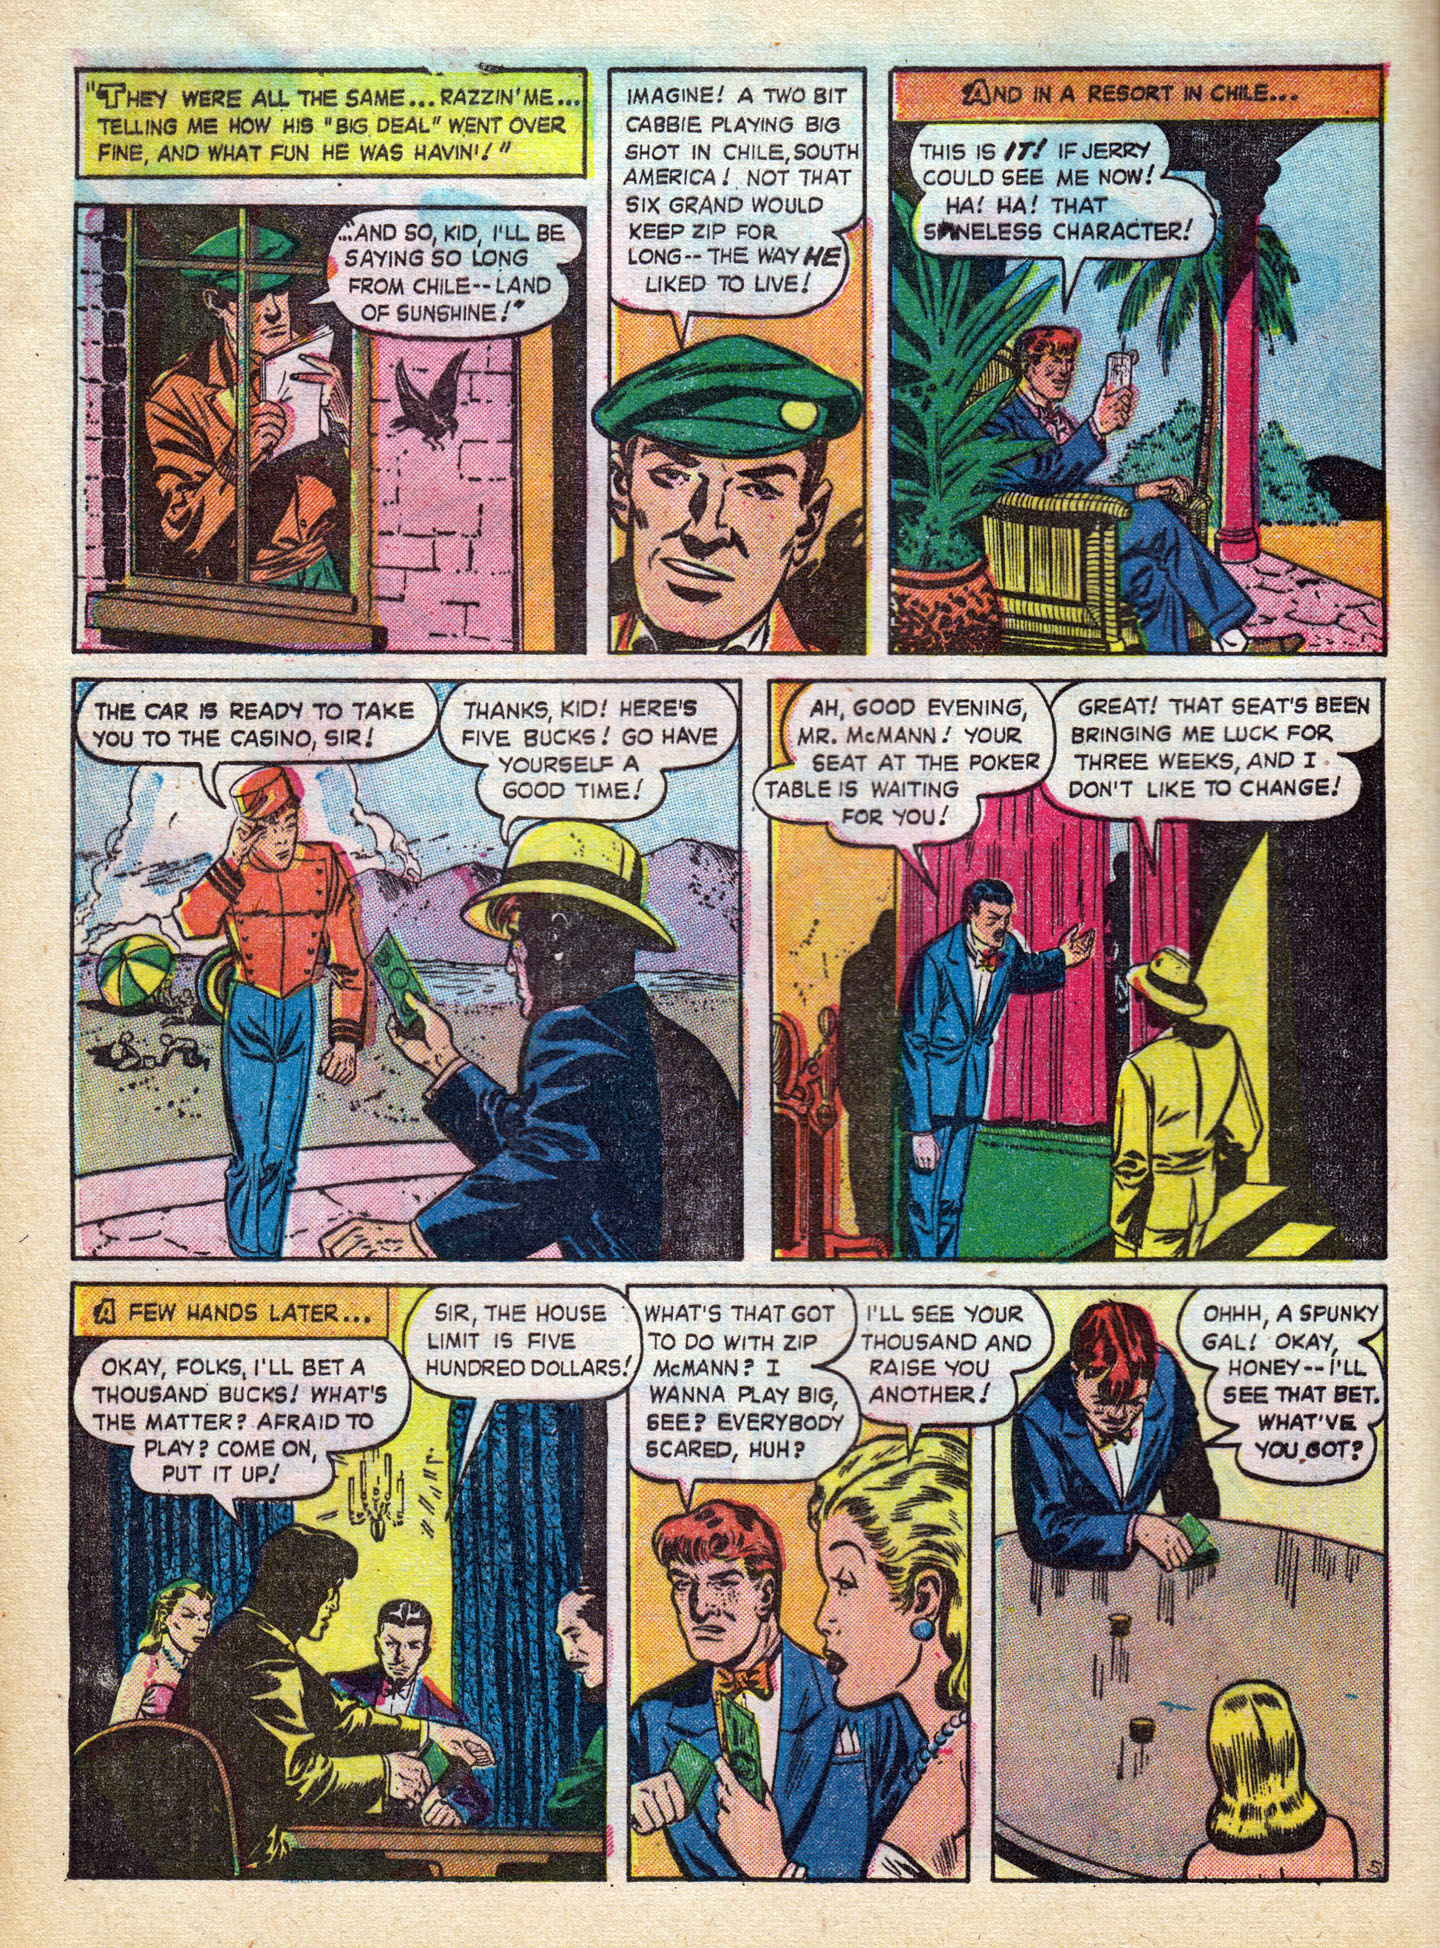 "THEY WERE ALL THE SAME...RAZZIN' ME...
TELLING ME HOW HIS "BIG DEAL" WENT OVER
FINE, AND WHAT FUN HE WAS HAVIN'!"
"...AND SO, KID, I'LL BE
SAYING SO LONG
FROM CHILE--LAND
OF SUNSHINE!"
IMAGINE! A TWO BIT
CABBIE PLAYING BIG
SHOT IN CHILE, SOUTH
AMERICA! NOT THAT
SIX GRAND WOULD
KEEP ZIP FOR
LONG--THE WAY HE
LIKED TO LIVE!
AND IN A RESORT IN CHILE...
THIS IS IT! IF JERRY
COULD SEE ME NOW!
HA! HA! THAT
SPINELESS CHARACTER!
THE CAR IS READY TO TAKE
YOU TO THE CASINO, SIR!
THANKS, KID! HERE'S
FIVE BUCKS! GO HAVE
YOURSELF A
GOOD TIME!
AH, GOOD EVENING,
MR. McMANN! YOUR
SEAT AT THE POKER
TABLE IS WAITING
FOR YOU!
GREAT! THAT SEAT'S BEEN
BRINGING ME LUCK FOR
THREE WEEKS, AND I
DON'T LIKE TO CHANGE!
A FEW HANDS LATER...
OKAY, FOLKS, I'LL BET A
THOUSAND BUCKS! WHAT'S
THE MATTER? AFRAID TO
PLAY? COME ON,
PUT IT UP!
SIR, THE HOUSE
LIMIT IS FIVE
HUNDRED DOLLARS!
WHAT'S THAT GOT
TO DO WITH ZIP
McMANN? I
WANNA PLAY BIG,
SEE? EVERYBODY
SCARED, HUH?
I'LL SEE YOUR
THOUSAND AND
RAISE YOU
ANOTHER!
OHHH, A SPUNKY
GAL! OKAY,
HONEY--I'LL
SEE THAT BET.
WHAT'VE
YOU GOT?
5